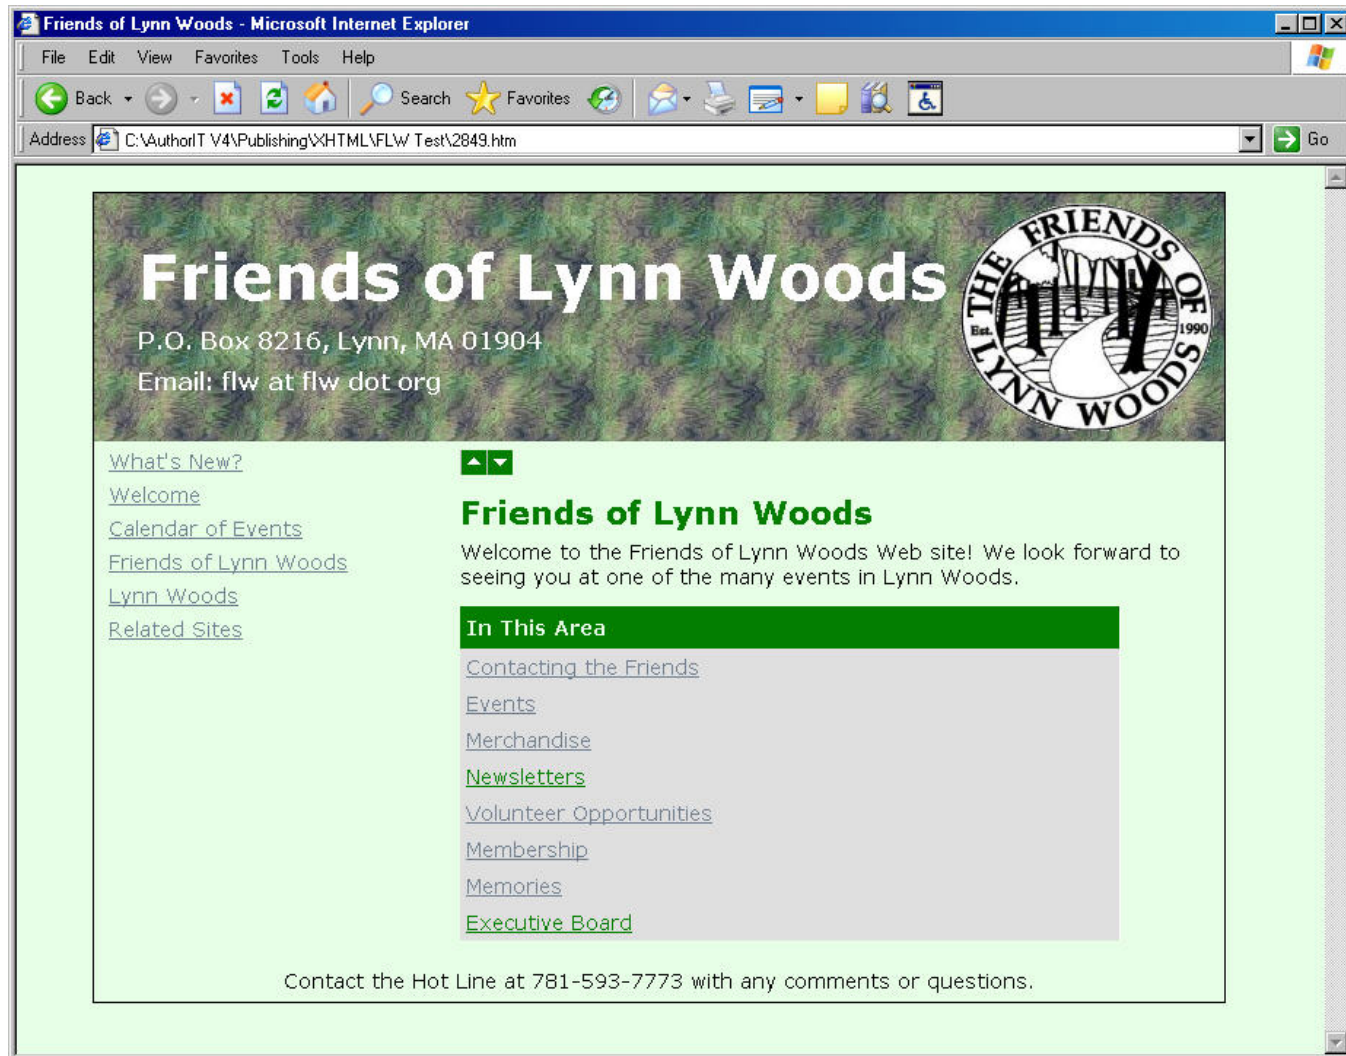 Friends of Lynn Woods - Microsoft Internet Explorer
File Edit View Favorites Tools Help
Back Search Favorites
Address C:\AuthorIT V4\Publishing\XHTML\FLW Test\2849.htm Go
Friends of Lynn Woods
P.O. Box 8216, Lynn, MA 01904
Email: flw at flw dot org
THE FRIENDS OF
Est. 1990
LYNN WOODS
What's New?
Welcome
Calendar of Events
Friends of Lynn Woods
Lynn Woods
Related Sites
Friends of Lynn Woods
Welcome to the Friends of Lynn Woods Web site! We look forward to
seeing you at one of the many events in Lynn Woods.
In This Area
Contacting the Friends
Events
Merchandise
Newsletters
Volunteer Opportunities
Membership
Memories
Executive Board
Contact the Hot Line at 781-593-7773 with any comments or questions.